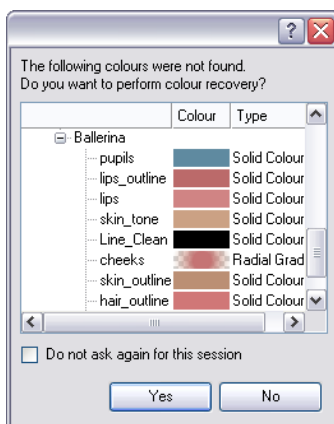 ?
The following colours were not found.
Do you want to perform colour recovery?
Colour Type
Ballerina
pupils Solid Colour
lips_outline Solid Colour
lips Solid Colour
skin_tone Solid Colour
Line_Clean Solid Colour
cheeks Radial Grad
skin_outline Solid Colour
hair_outline Solid Colour
Do not ask again for this session
Yes No